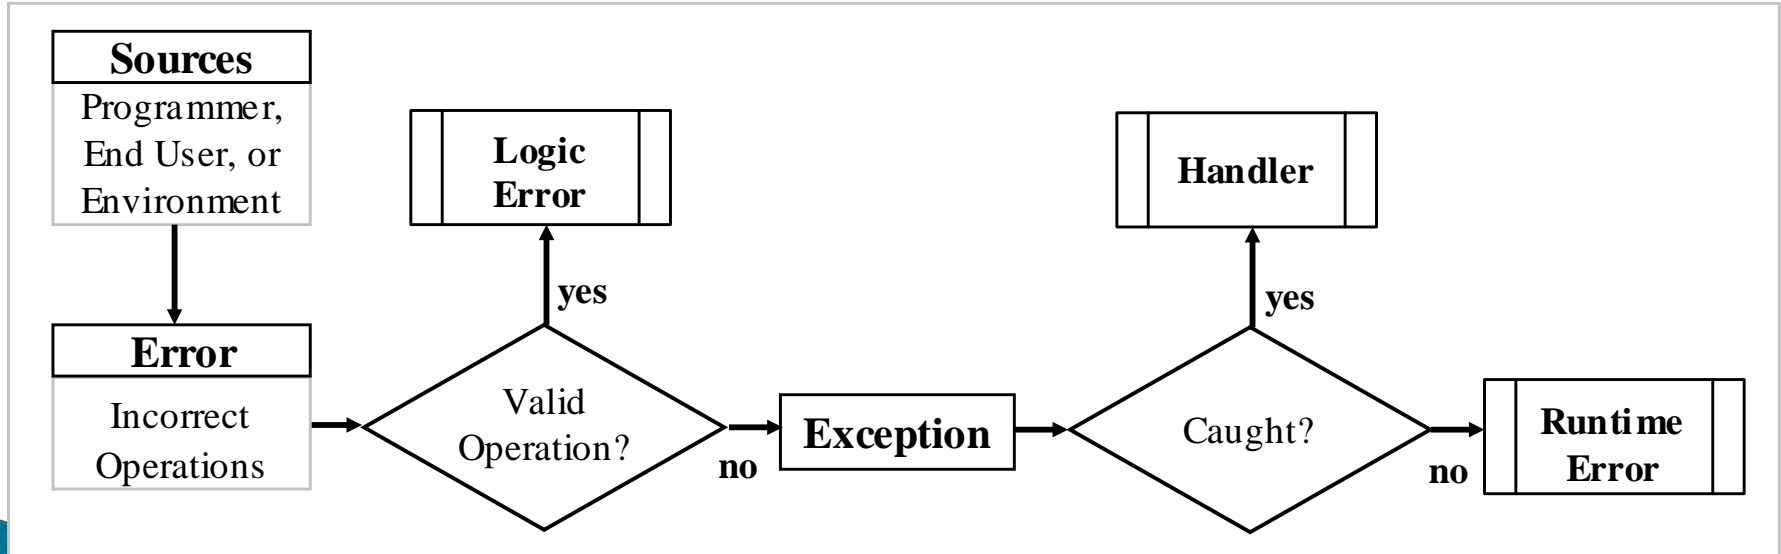 Sources
Programmer,
End User, or
Environment
Error
Incorrect
Operations
Valid
Operation?
yes
Logic
Error
no
Exception
Caught?
yes
Handler
no
Runtime
Error